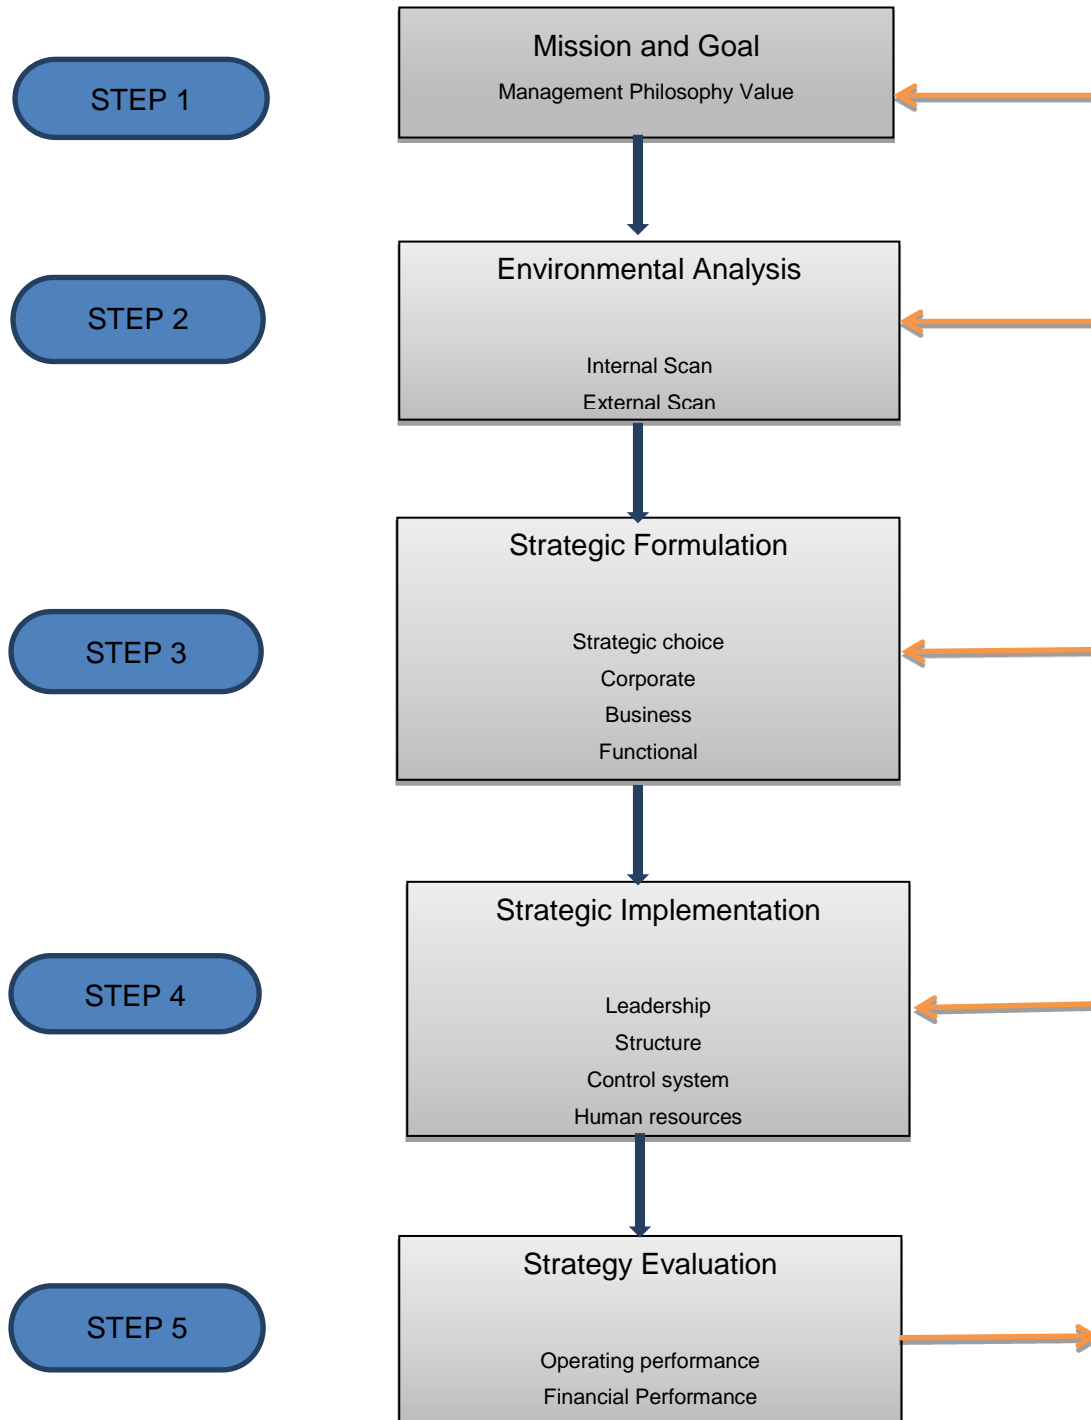 STEP 1
Mission and Goal
Management Philosophy Value
STEP 2
Environmental Analysis
Internal Scan
External Scan
STEP 3
Strategic Formulation
Strategic choice
Corporate
Business
Functional
STEP 4
Strategic Implementation
Leadership
Structure
Control system
Human resources
STEP 5
Strategy Evaluation
Operating performance
Financial Performance